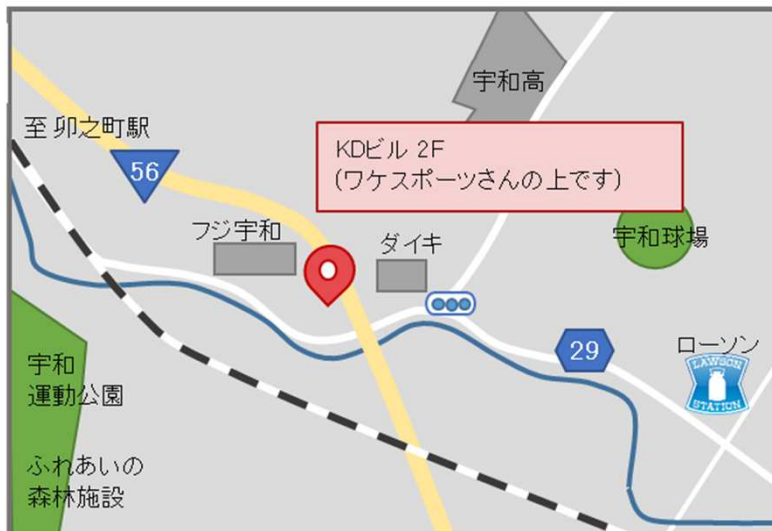 宇和高
至 卯之町駅
KDビル 2F
(ワケスポーツさんの上です)
56
フジ宇和
ダイキ
宇和球場
29
ローソン
LAWSON
STATION
宇和
運動公園
ふれあいの
森林施設